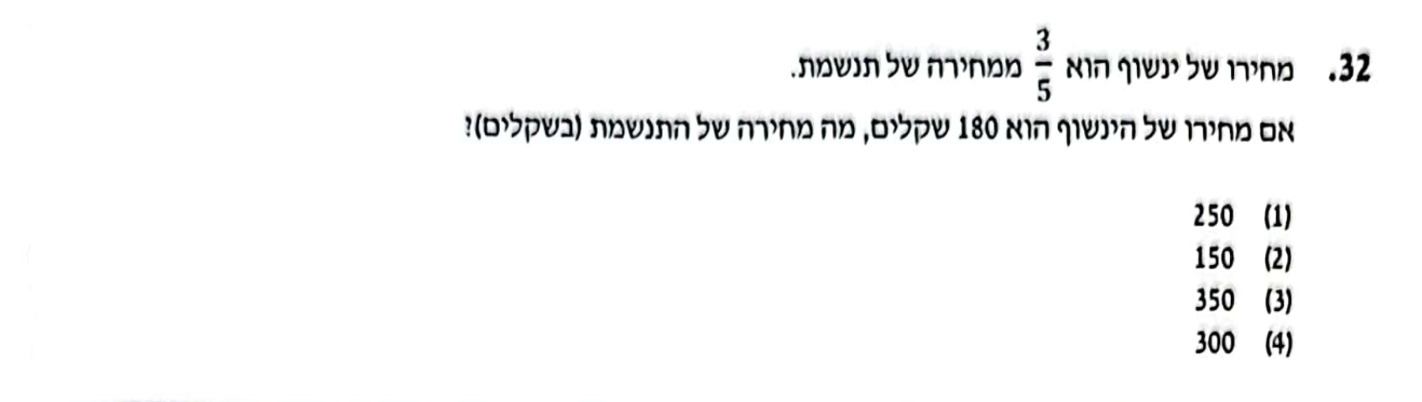 32. מחירו של ינשוף הוא 3/5 ממחירה של תנשמת.
אם מחירו של הינשוף הוא 180 שקלים, מה מחירה של התנשמת (בשקלים)?
(1) 250
(2) 150
(3) 350
(4) 300